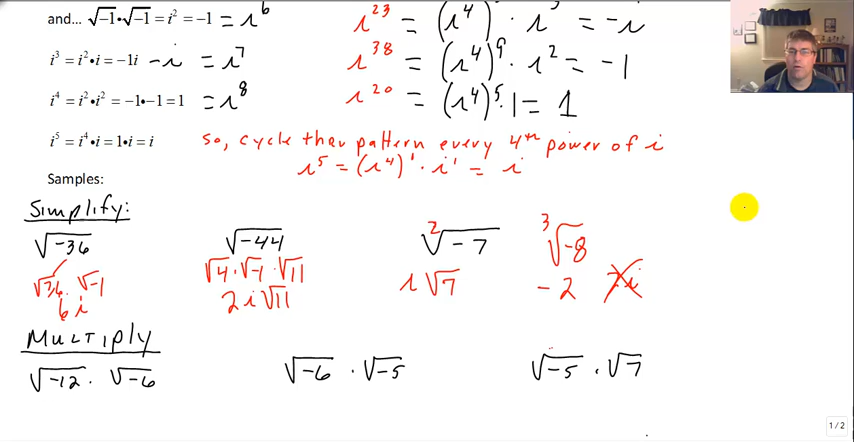 and... √-1•√-1 = i² = -1 = i⁶
i²³ = (i⁴) · i³ = -i
i³ = i²•i = -1i -i = i⁷
i³⁸ = (i⁴)⁹ · i² = -1
i⁴ = i²•i² = -1•-1 = 1 = i⁸
i²⁰ = (i⁴)⁵ · 1 = 1
i⁵ = i⁴•i = 1•i = i
so, cycle thru pattern every 4th power of i
i⁵ = (i⁴)¹ · i¹ = i
Samples:
Simplify:
√-36 √-44 ²√-7 ³√-8
√36 · √-1 √4 · √-1 · √11 i√7 -2
6i 2i√11
Multiply
√-12 · √-6 √-6 · √-5 √-5 · √7
1/2